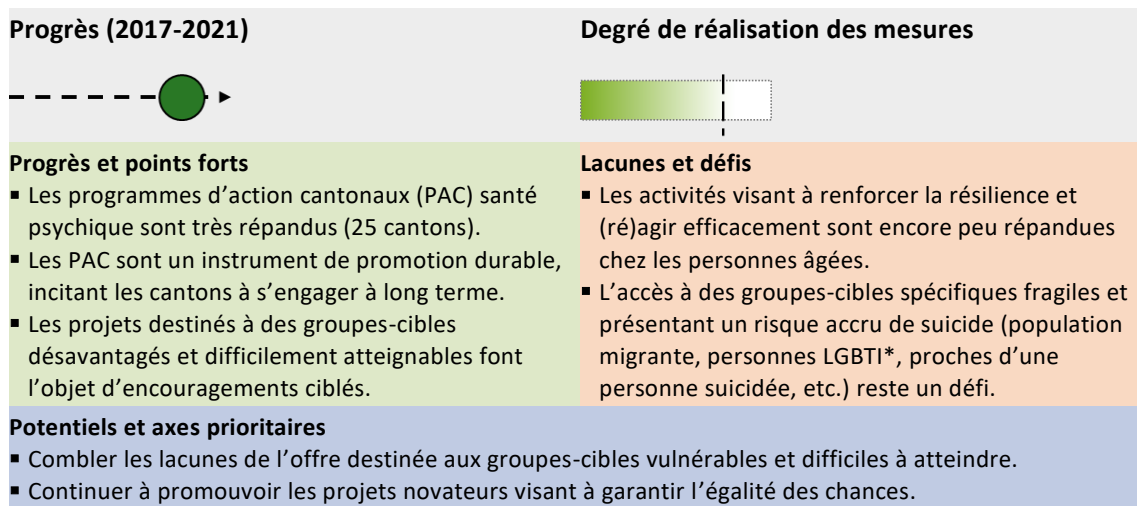 Progrès (2017-2021)
Degré de réalisation des mesures
Progrès et points forts
▪ Les programmes d’action cantonaux (PAC) santé
psychique sont très répandus (25 cantons).
▪ Les PAC sont un instrument de promotion durable,
incitant les cantons à s’engager à long terme.
▪ Les projets destinés à des groupes-cibles
désavantagés et difficilement atteignables font
l’objet d’encouragements ciblés.
Lacunes et défis
▪ Les activités visant à renforcer la résilience et
(ré)agir efficacement sont encore peu répandues
chez les personnes âgées.
▪ L’accès à des groupes-cibles spécifiques fragiles et
présentant un risque accru de suicide (population
migrante, personnes LGBTI*, proches d’une
personne suicidée, etc.) reste un défi.
Potentiels et axes prioritaires
▪ Combler les lacunes de l’offre destinée aux groupes-cibles vulnérables et difficiles à atteindre.
▪ Continuer à promouvoir les projets novateurs visant à garantir l’égalité des chances.